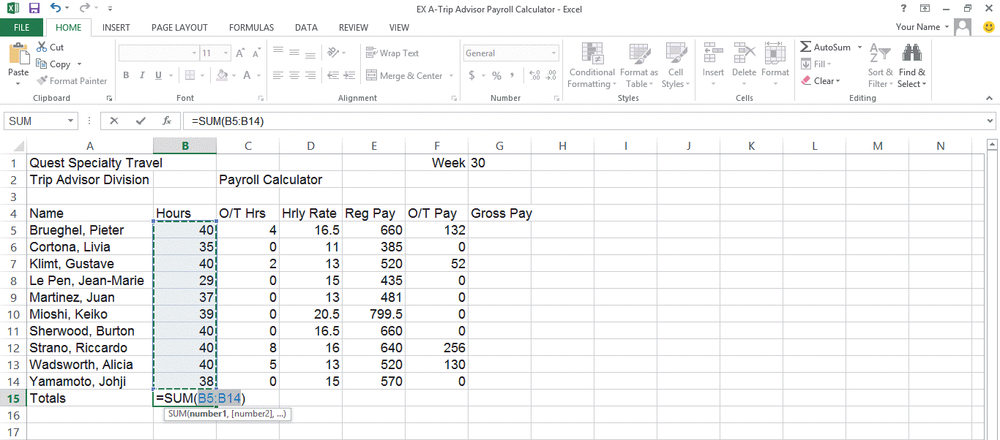 EX A-Trip Advisor Payroll Calculator - Excel ?
FILE HOME INSERT PAGE LAYOUT FORMULAS DATA REVIEW VIEW Your Name
Paste Cut Copy Format Painter
11 A A Wrap Text General
B I U A Merge & Center $ % , .0 .00
Conditional Formatting Format as Table Cell Styles
Insert Delete Format
Σ AutoSum Fill Clear Sort & Filter Find & Select
Clipboard Font Alignment Number Styles Cells Editing
SUM fx =SUM(B5:B14)
A B C D E F G H I J K L M N
1 Quest Specialty Travel Week 30
2 Trip Advisor Division Payroll Calculator
3
4 Name Hours O/T Hrs Hrly Rate Reg Pay O/T Pay Gross Pay
5 Brueghel, Pieter 40 4 16.5 660 132
6 Cortona, Livia 35 0 11 385 0
7 Klimt, Gustave 40 2 13 520 52
8 Le Pen, Jean-Marie 29 0 15 435 0
9 Martinez, Juan 37 0 13 481 0
10 Mioshi, Keiko 39 0 20.5 799.5 0
11 Sherwood, Burton 40 0 16.5 660 0
12 Strano, Riccardo 40 8 16 640 256
13 Wadsworth, Alicia 40 5 13 520 130
14 Yamamoto, Johji 38 0 15 570 0
15 Totals =SUM(B5:B14)
16 SUM(number1, [number2], ...)
17